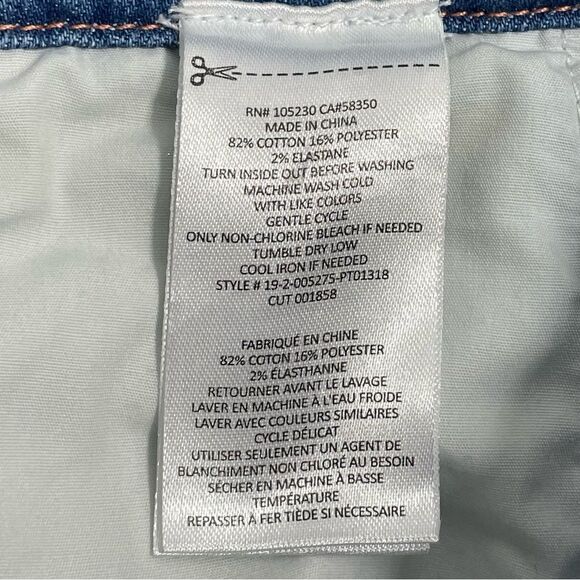 RN# 105230 CA#58350
MADE IN CHINA
82% COTTON 16% POLYESTER
2% ELASTANE
TURN INSIDE OUT BEFORE WASHING
MACHINE WASH COLD
WITH LIKE COLORS
GENTLE CYCLE
ONLY NON-CHLORINE BLEACH IF NEEDED
TUMBLE DRY LOW
COOL IRON IF NEEDED
STYLE # 19-2-005275-PT01318
CUT 001858
FABRIQUÉ EN CHINE
82% COTON 16% POLYESTER
2% ÉLASTHANNE
RETOURNER AVANT LE LAVAGE
LAVER EN MACHINE À L'EAU FROIDE
LAVER AVEC COULEURS SIMILAIRES
CYCLE DÉLICAT
UTILISER SEULEMENT UN AGENT DE
BLANCHIMENT NON CHLORÉ AU BESOIN
SÉCHER EN MACHINE À BASSE
TEMPÉRATURE
REPASSER À FER TIÈDE SI NÉCESSAIRE